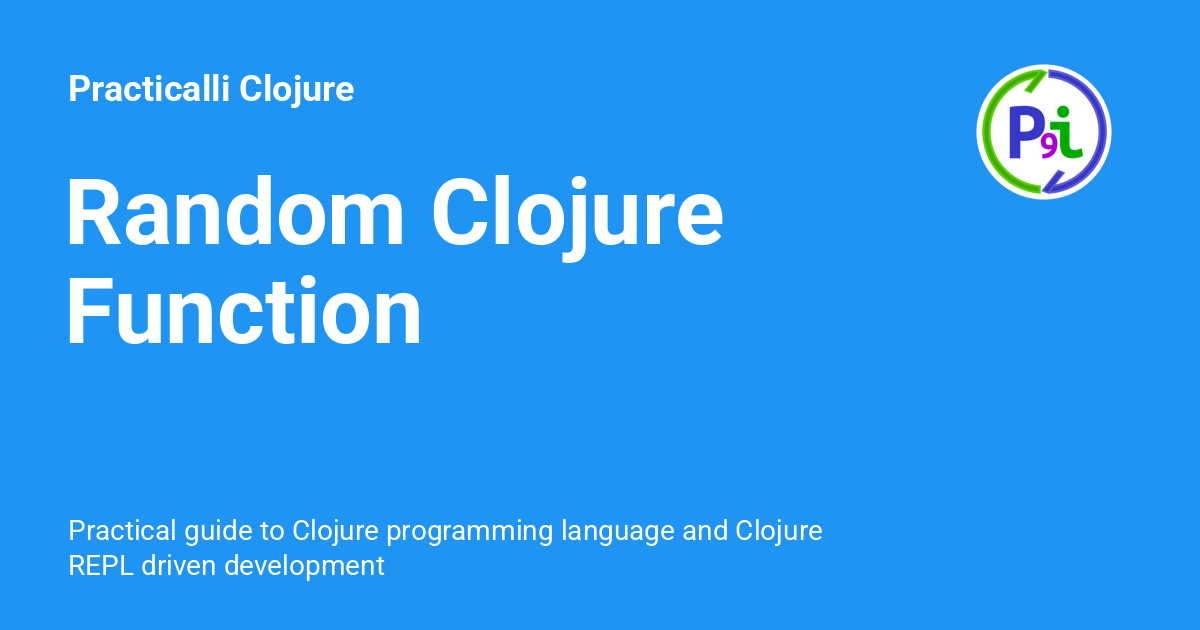 Practicalli Clojure
P9i
Random Clojure
Function
Practical guide to Clojure programming language and Clojure
REPL driven development